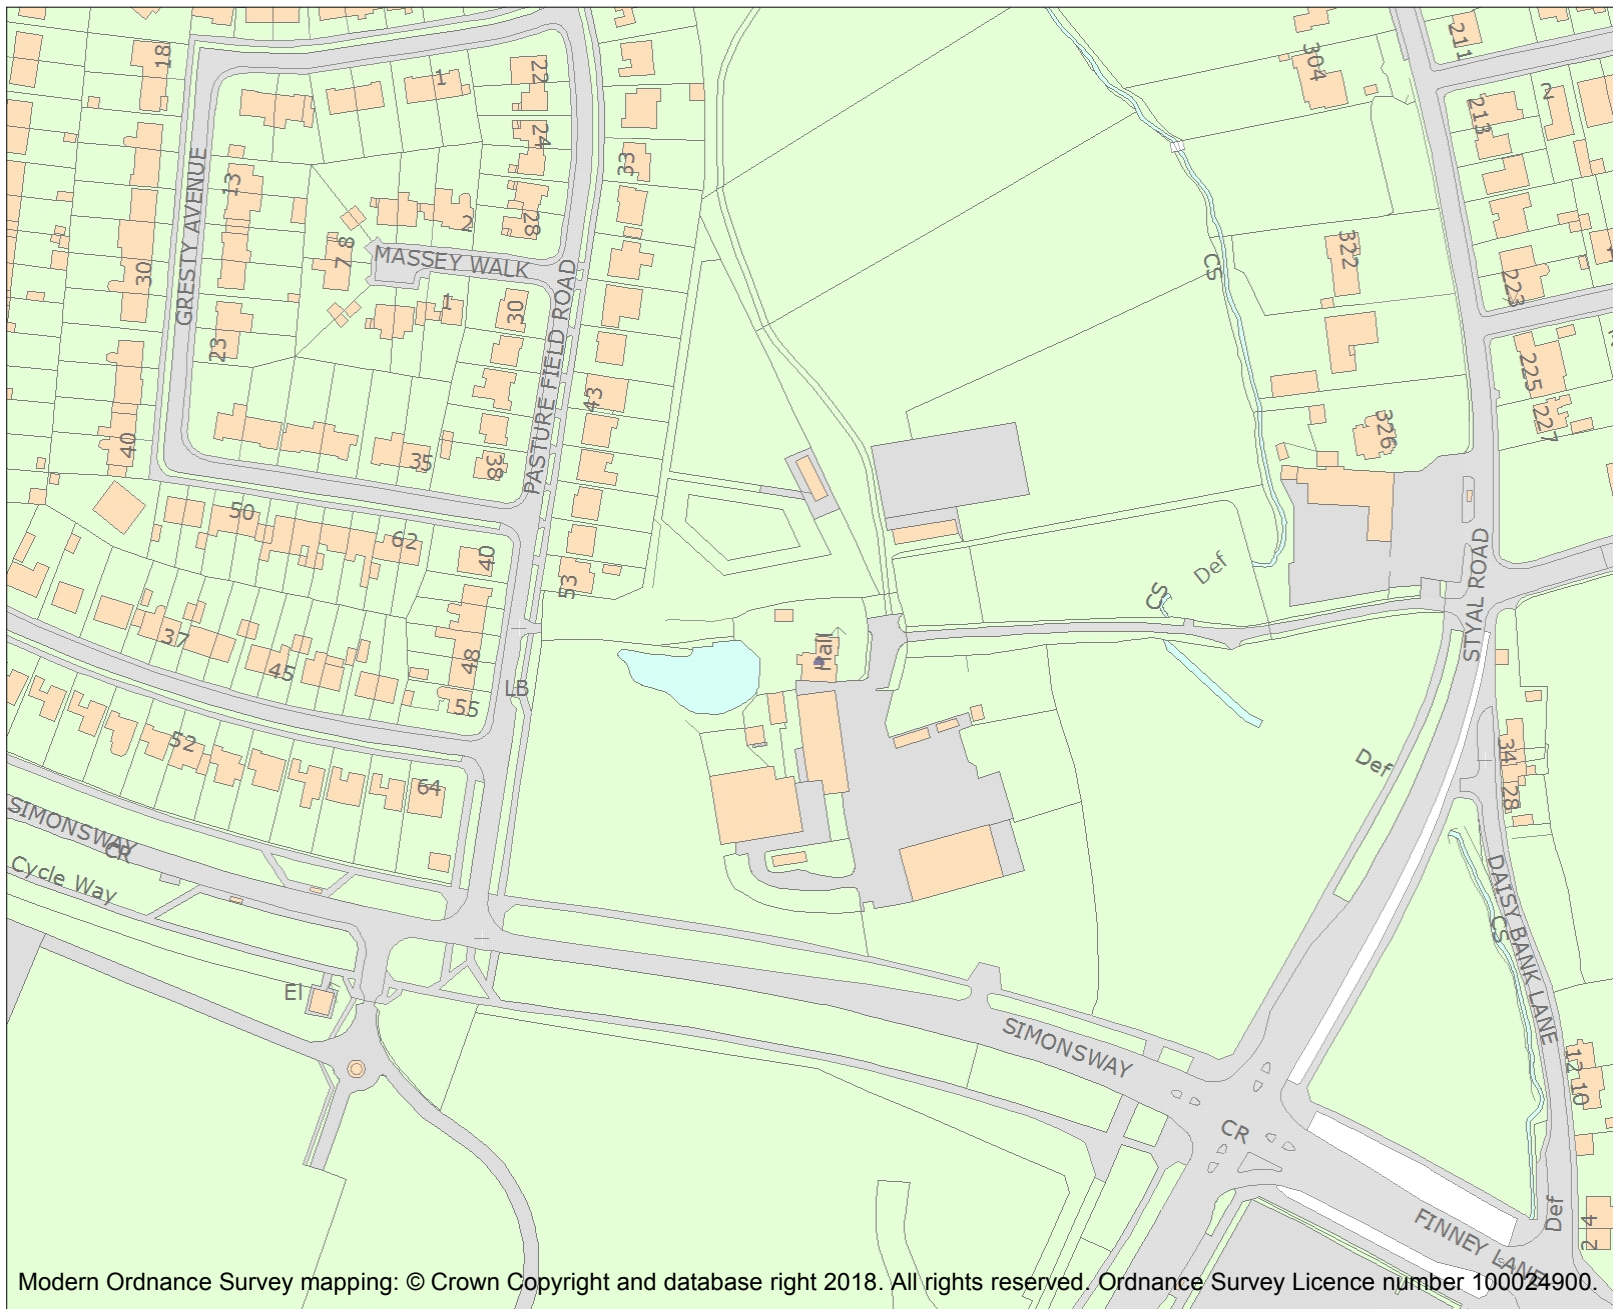 18
1
22
304
211
2
213
24
33
GRESTY AVENUE
13
2
28
7 8
MASSEY WALK
CS
322
30
1
30
223
PASTURE FIELD ROAD
23
225
43
227
326
40
35
38
50
62
40
53
CS
Def
STYAL ROAD
37
45
48
Hall
LB
55
52
64
Def
34
28
SIMONSWAY
CR
Cycle Way
DAISY BANK LANE
CS
El
SIMONSWAY
12
10
CR
Def
FINNEY LANE
2 4
Modern Ordnance Survey mapping: © Crown Copyright and database right 2018. All rights reserved. Ordnance Survey Licence number 100024900.